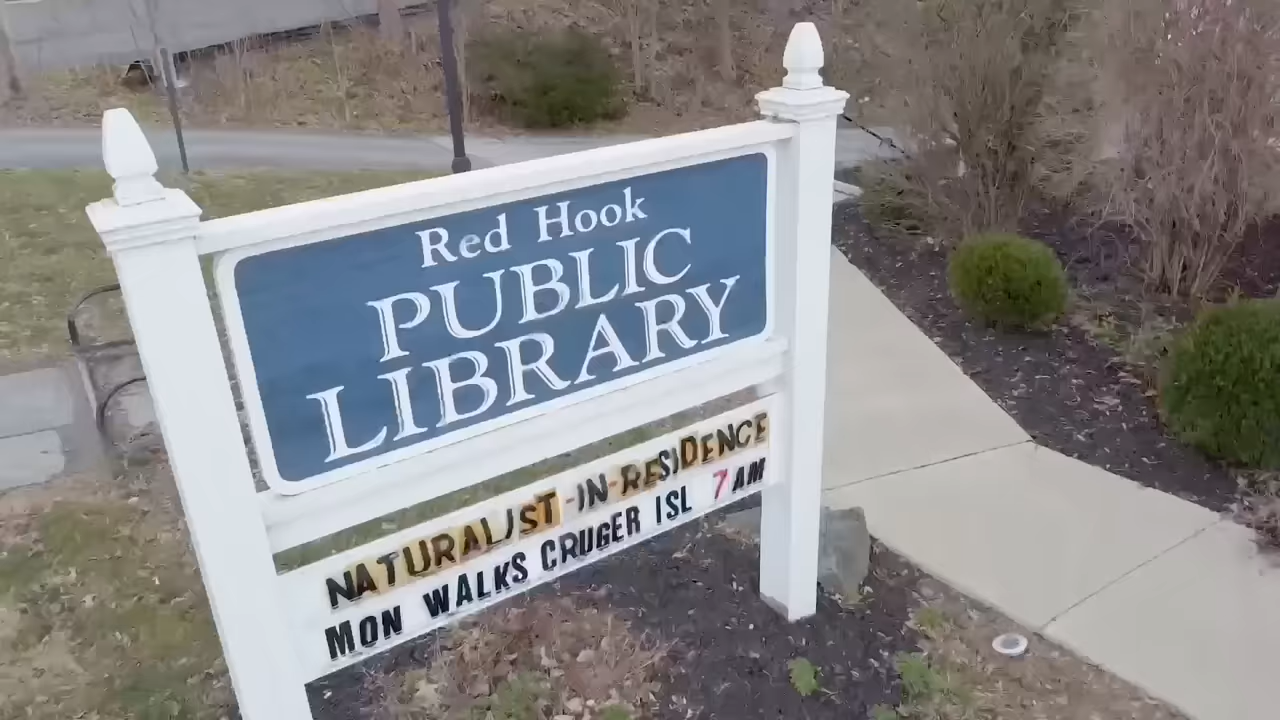 Red Hook
PUBLIC
LIBRARY
NATURALIST-IN-RESIDENCE
MON WALKS CRUGER ISL 7AM